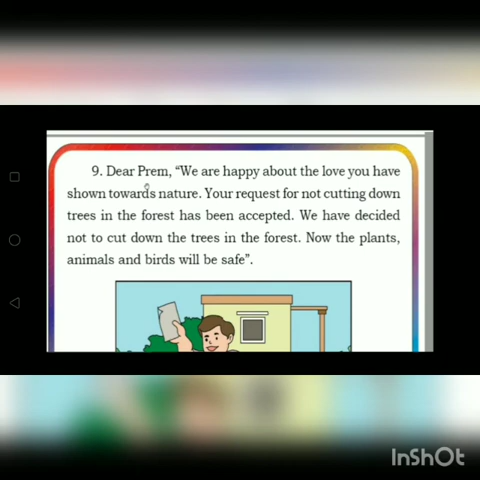 9. Dear Prem, “We are happy about the love you have
shown towards nature. Your request for not cutting down
trees in the forest has been accepted. We have decided
not to cut down the trees in the forest. Now the plants,
animals and birds will be safe”.
InShOt